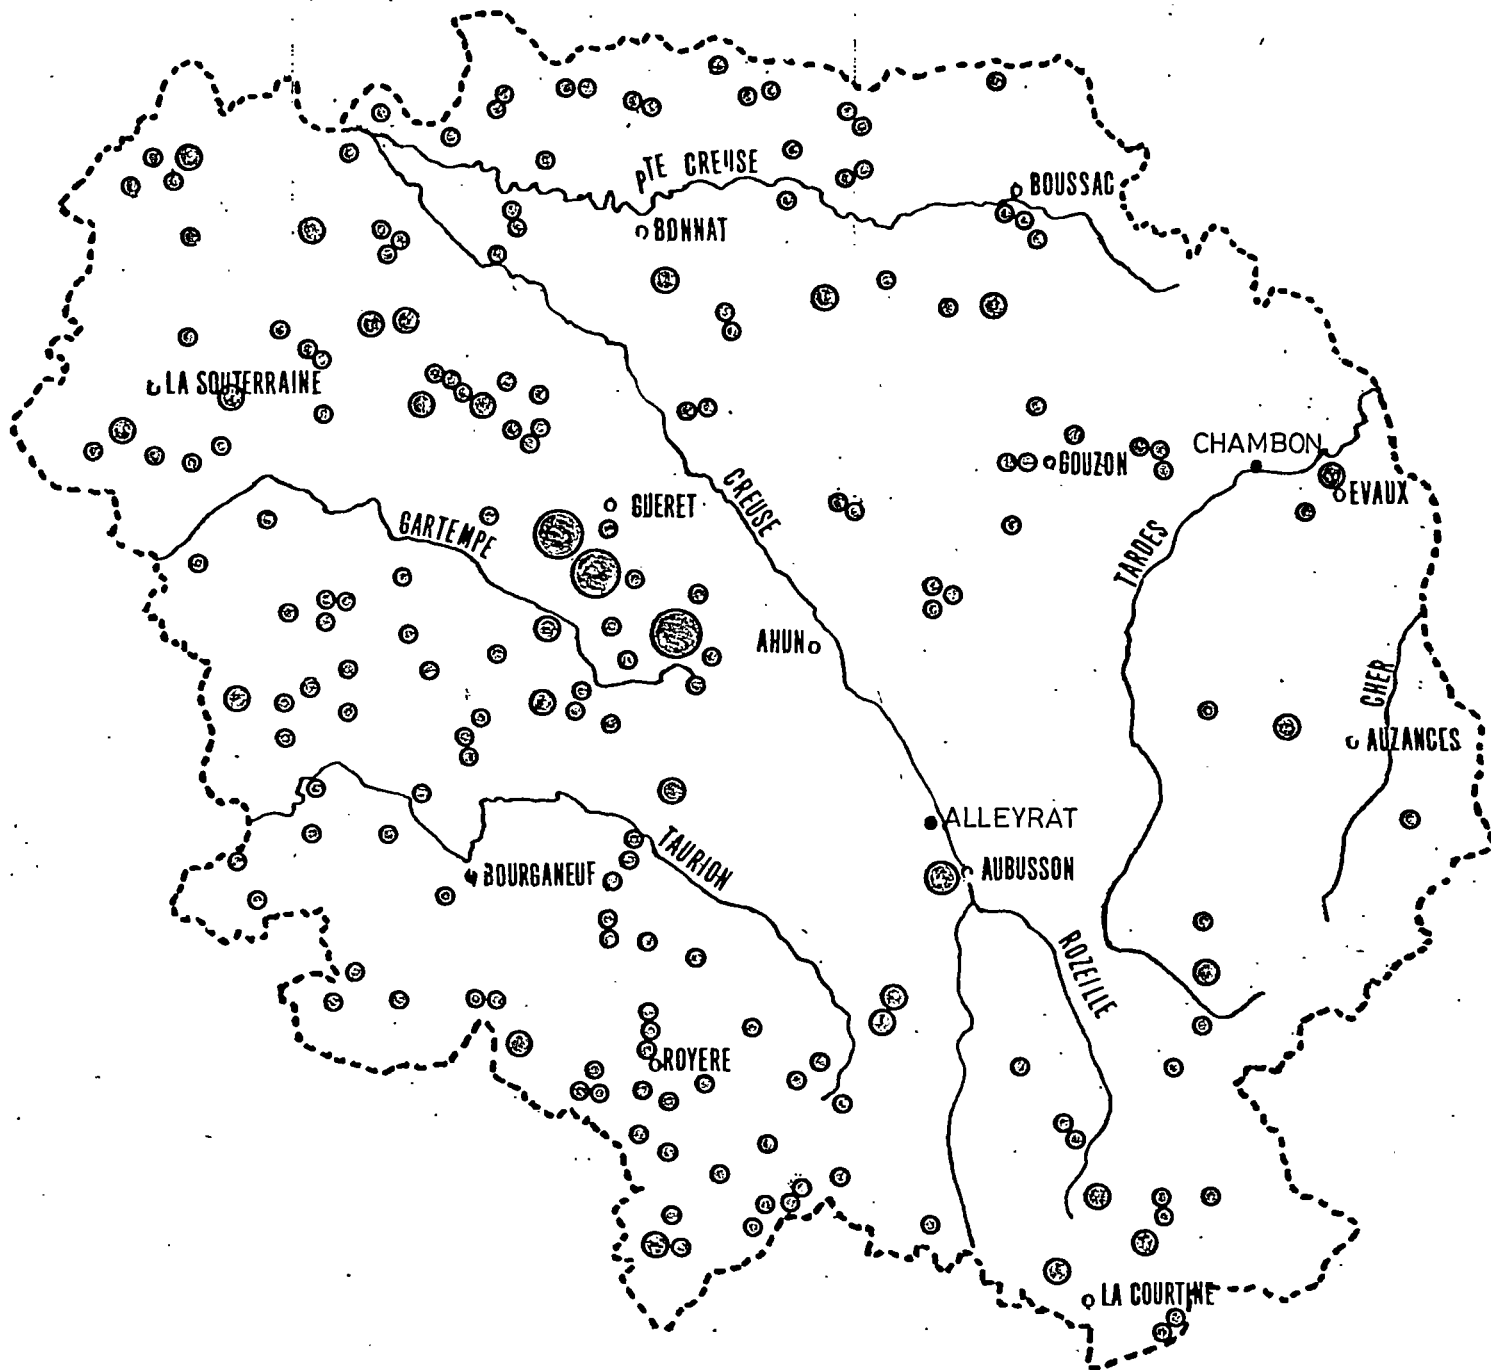 PTE CREUSE
BOUSSAC
BONNAT
LA SOUTERRAINE
CHAMBON
GOUZON
EVAUX
CREUSE
GUERET
GARTEMPE
TARDES
AHUN
CHER
AUZANCES
ALLEYRAT
TAURION
AUBUSSON
BOURGANEUF
ROZEILLE
ROYERE
LA COURTINE